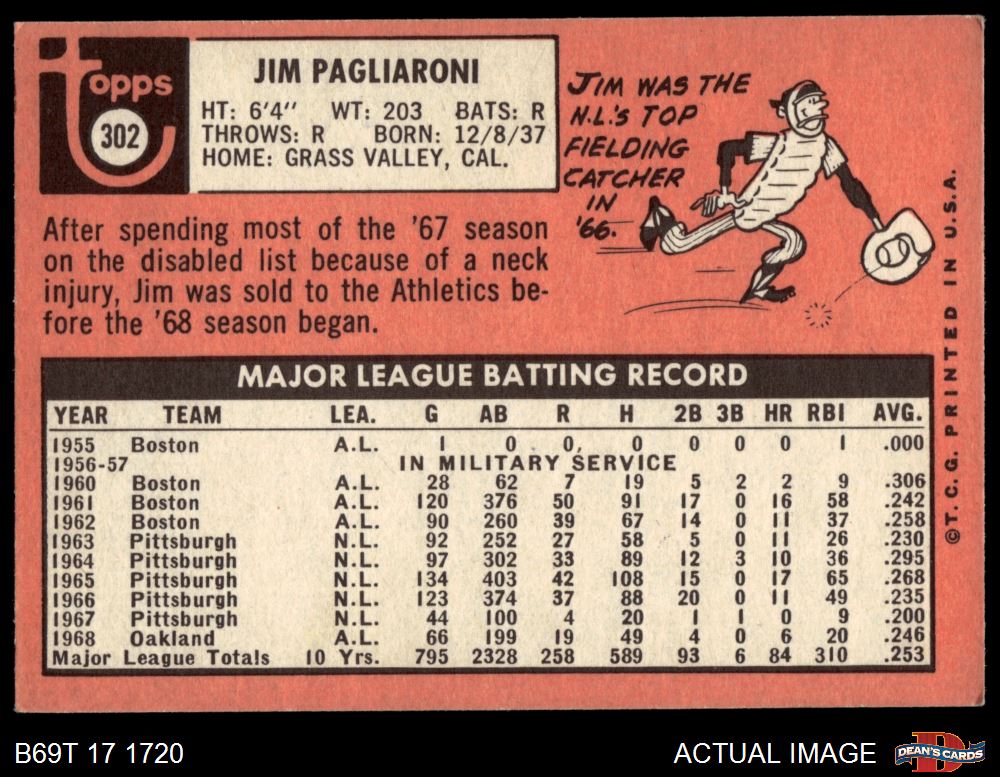 topps
302
JIM PAGLIARONI
HT: 6'4" WT: 203 BATS: R
THROWS: R BORN: 12/8/37
HOME: GRASS VALLEY, CAL.
JIM WAS THE
N.L.'S TOP
FIELDING
CATCHER
IN
'66.
After spending most of the '67 season
on the disabled list because of a neck
injury, Jim was sold to the Athletics be-
fore the '68 season began.
MAJOR LEAGUE BATTING RECORD
YEAR TEAM LEA. G AB R H 2B 3B HR RBI AVG.
1955 Boston A.L. 1 0 0 0 0 0 0 1 .000
1956-57 IN MILITARY SERVICE
1960 Boston A.L. 28 62 7 19 5 2 2 9 .306
1961 Boston A.L. 120 376 50 91 17 0 16 58 .242
1962 Boston A.L. 90 260 39 67 14 0 11 37 .258
1963 Pittsburgh N.L. 92 252 27 58 5 0 11 26 .230
1964 Pittsburgh N.L. 97 302 33 89 12 3 10 36 .295
1965 Pittsburgh N.L. 134 403 42 108 15 0 17 65 .268
1966 Pittsburgh N.L. 123 374 37 88 20 0 11 49 .235
1967 Pittsburgh N.L. 44 100 4 20 1 1 0 9 .200
1968 Oakland A.L. 66 199 19 49 4 0 6 20 .246
Major League Totals 10 Yrs. 795 2328 258 589 93 6 84 310 .253
©T.C.G. PRINTED IN U.S.A.
B69T 17 1720
ACTUAL IMAGE
D
DEAN'S CARDS